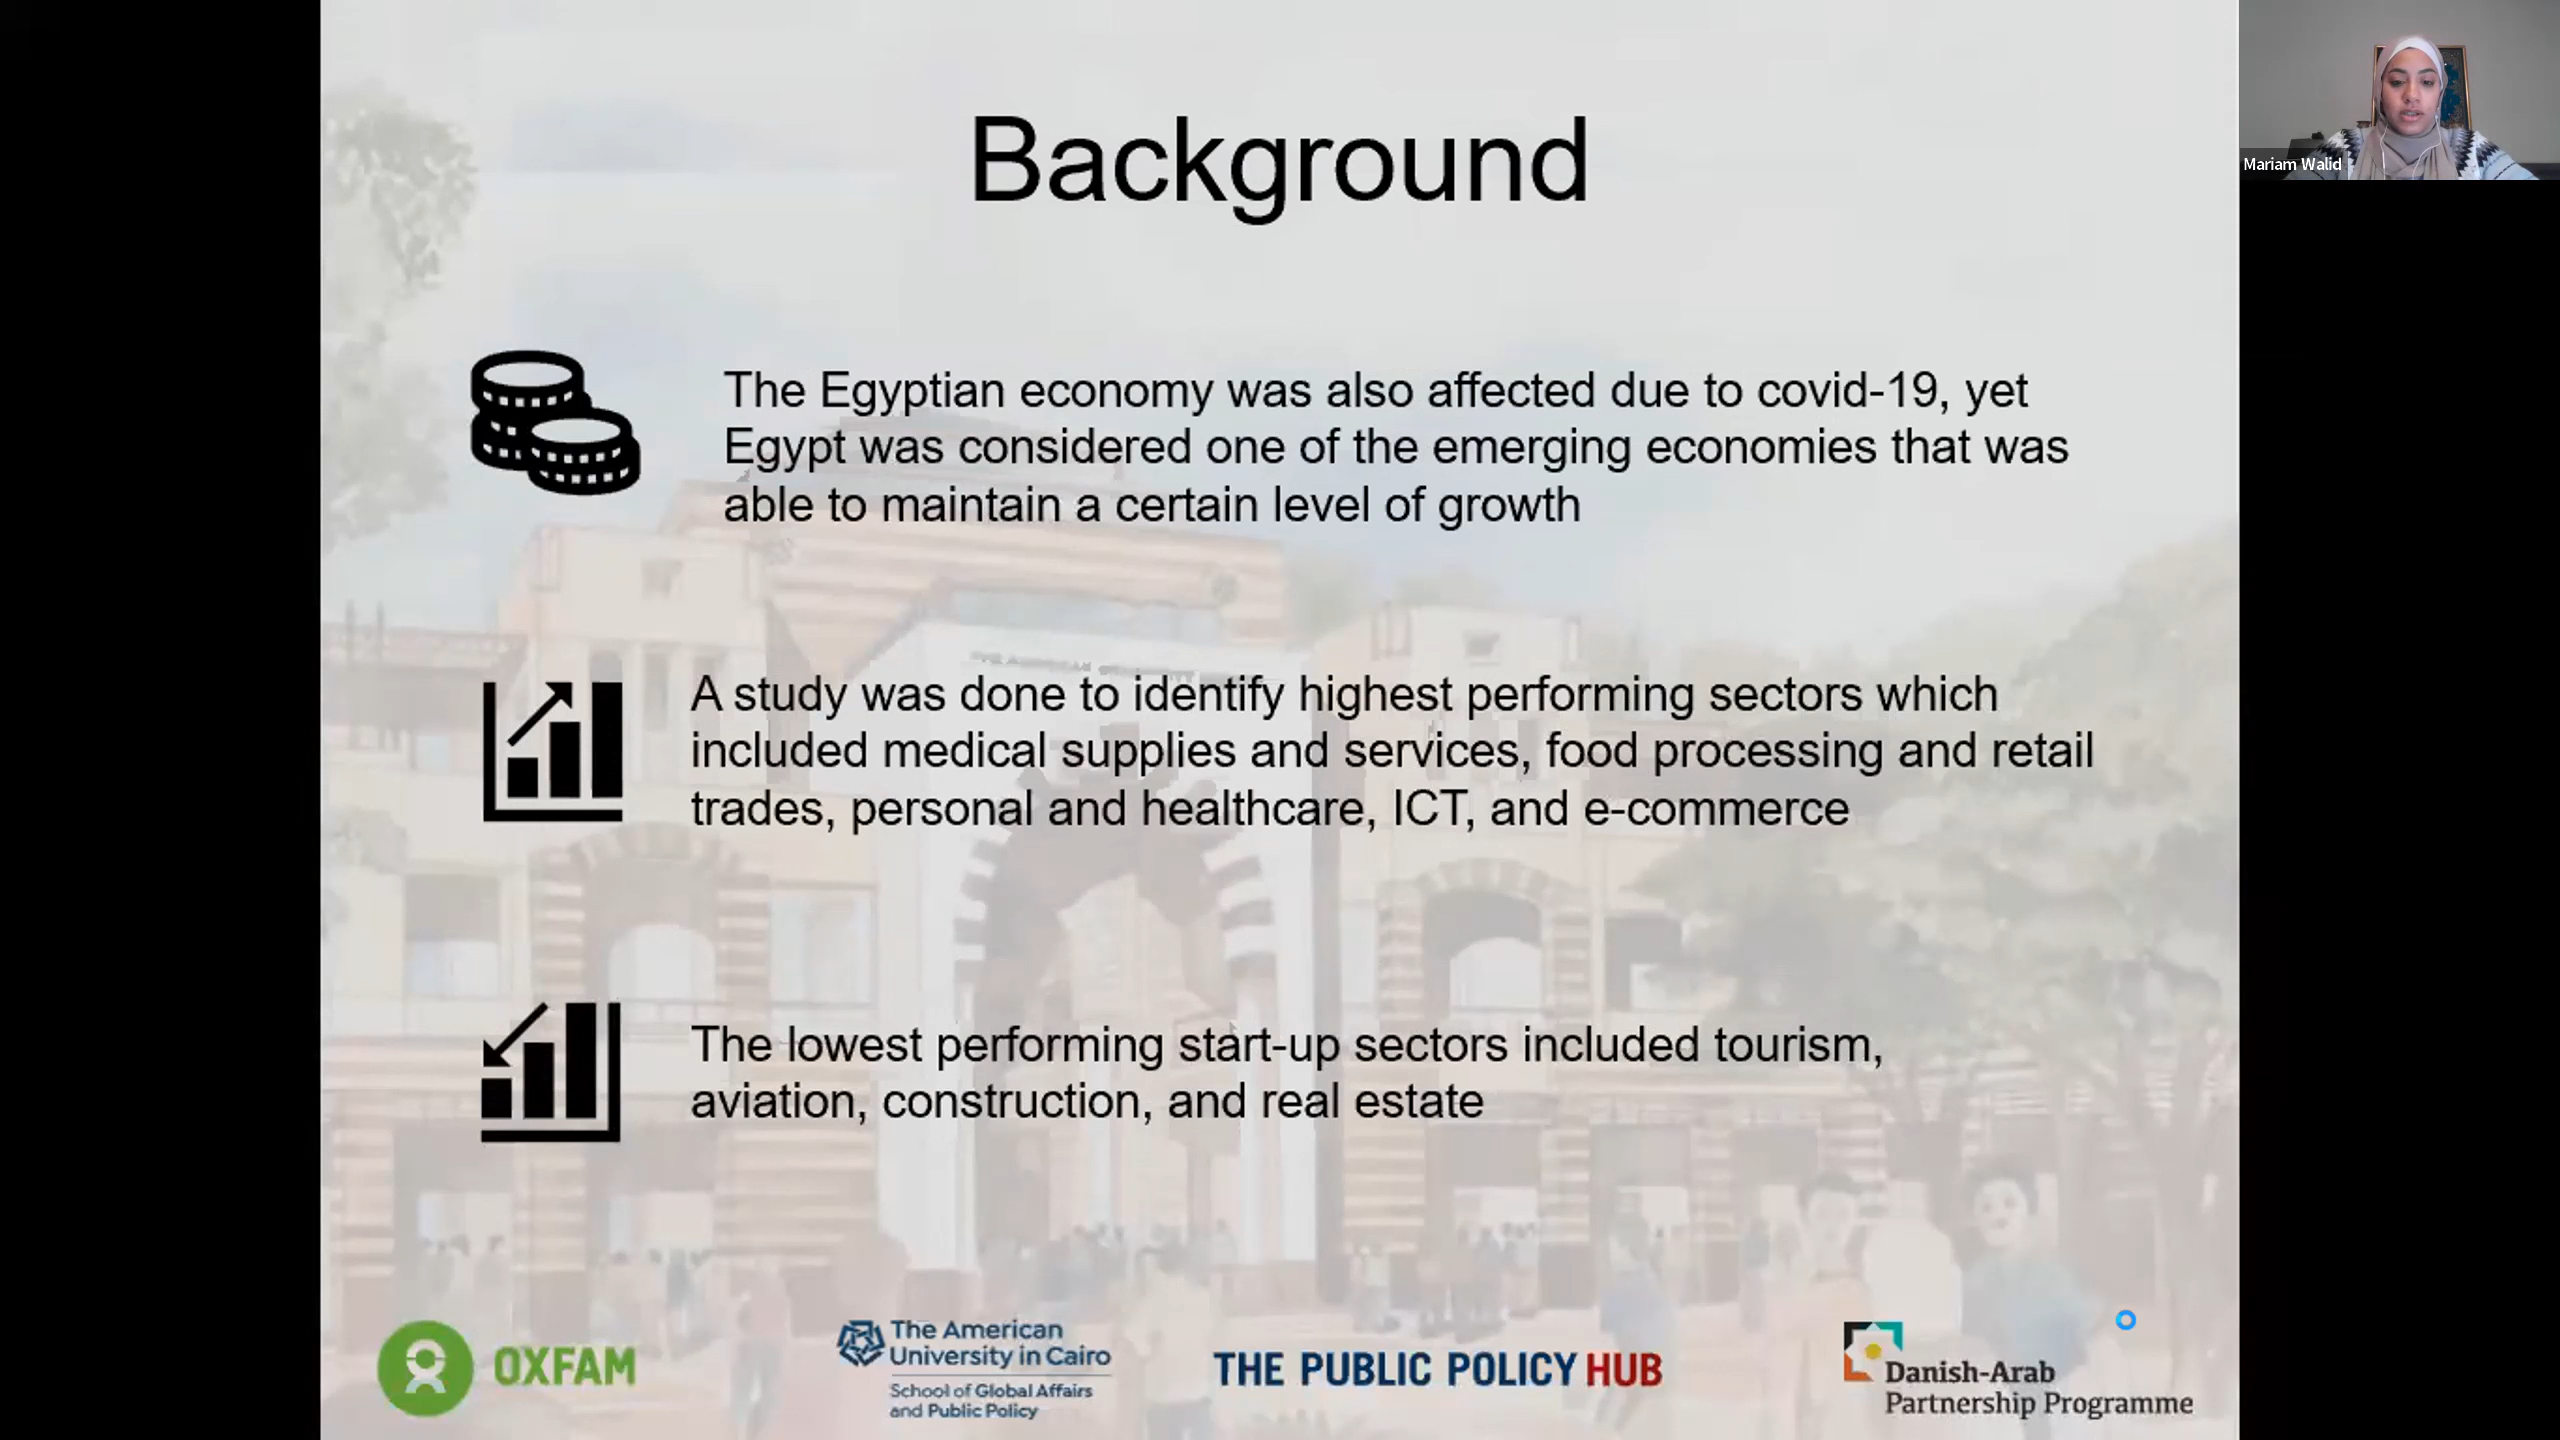 Background
Mariam Walid
The Egyptian economy was also affected due to covid-19, yet
Egypt was considered one of the emerging economies that was
able to maintain a certain level of growth
A study was done to identify highest performing sectors which
included medical supplies and services, food processing and retail
trades, personal and healthcare, ICT, and e-commerce
The lowest performing start-up sectors included tourism,
aviation, construction, and real estate
OXFAM
The American
University in Cairo
School of Global Affairs
and Public Policy
THE PUBLIC POLICY HUB
Danish-Arab
Partnership Programme